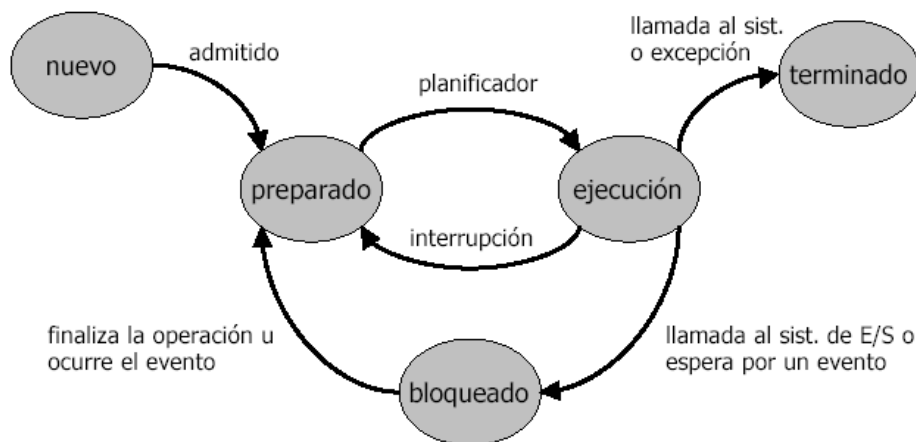 nuevo
admitido
planificador
llamada al sist.
o excepción
terminado
preparado
ejecución
interrupción
finaliza la operación u
ocurre el evento
bloqueado
llamada al sist. de E/S o
espera por un evento